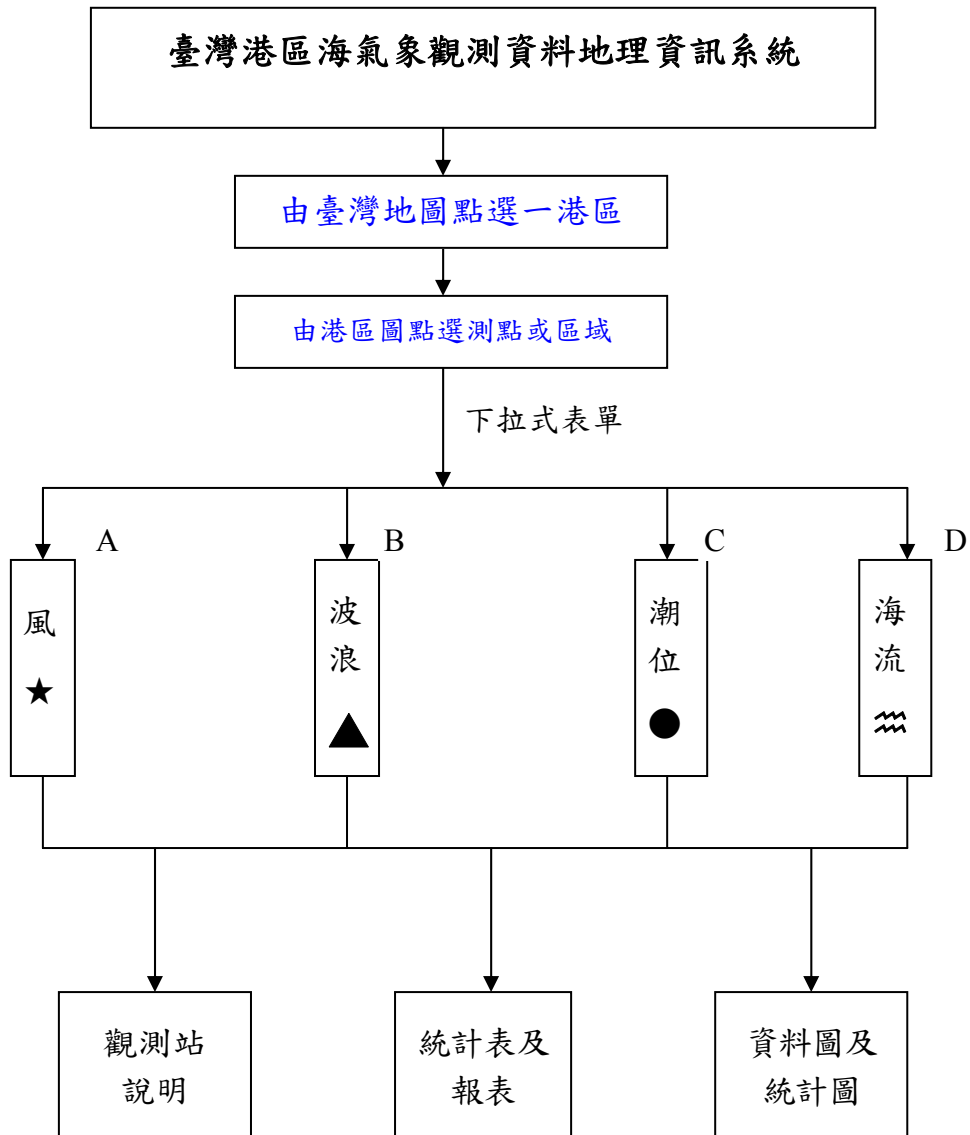 臺灣港區海氣象觀測資料地理資訊系統
由臺灣地圖點選一港區
由港區圖點選測點或區域
下拉式表單
A
B
C
D
風
★
波
浪
▲
潮
位
●
海
流
觀測站
說明
統計表及
報表
資料圖及
統計圖